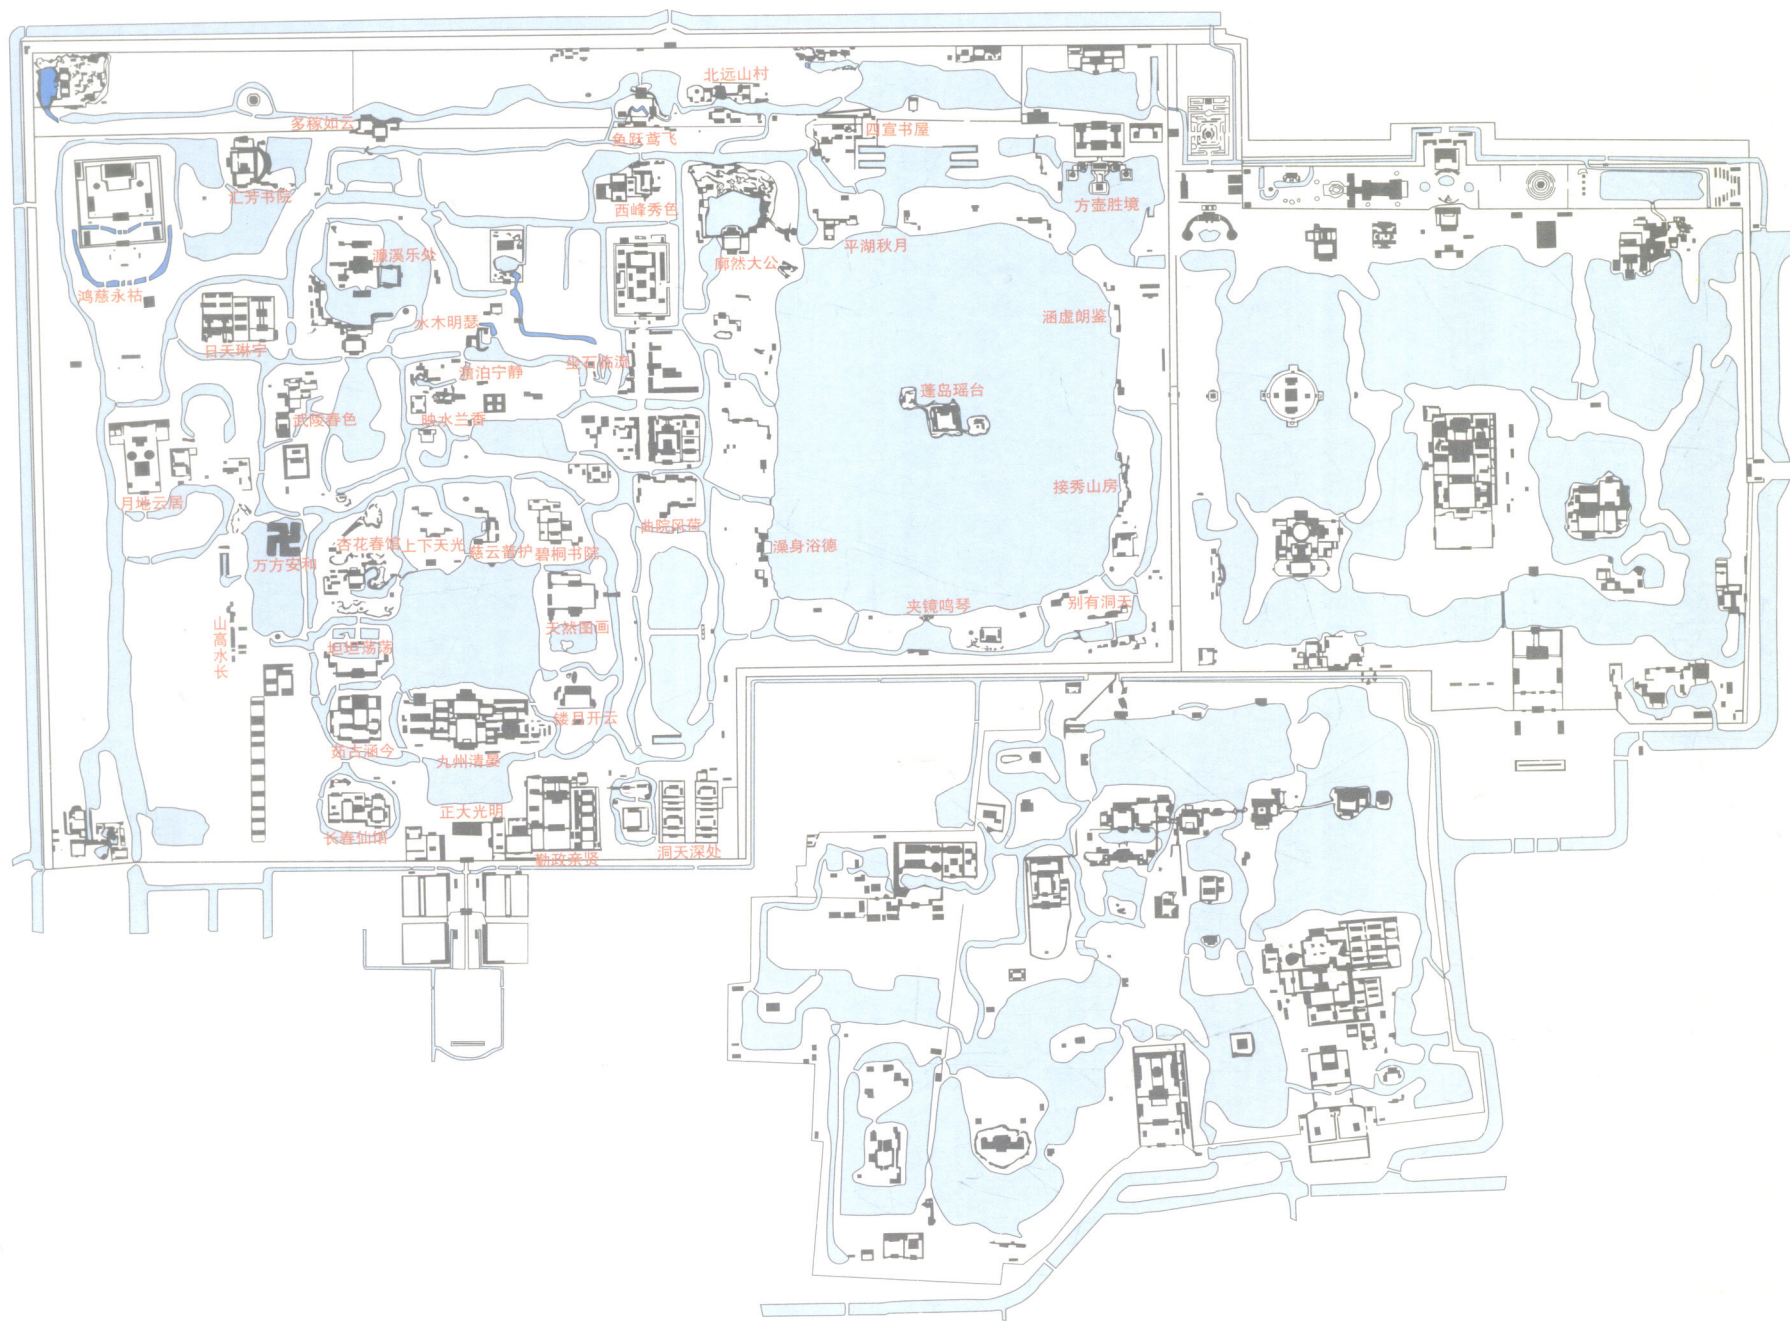 北远山村
多稼如云
鱼跃鸢飞
四宣书屋
汇芳书院
西峰秀色
方壶胜境
濂溪乐处
廓然大公
平湖秋月
鸿慈永祜
涵虚朗鉴
水木明瑟
日天琳宇
坐石临流
澹泊宁静
蓬岛瑶台
武陵春色
映水兰香
接秀山房
月地云居
曲院风荷
杏花春馆
上下天光
慈云普护
碧桐书院
澡身浴德
万方安和
夹镜鸣琴
别有洞天
天然图画
山高水长
坦坦荡荡
镂月开云
茹古涵今
九州清晏
正大光明
长春仙馆
勤政亲贤
洞天深处